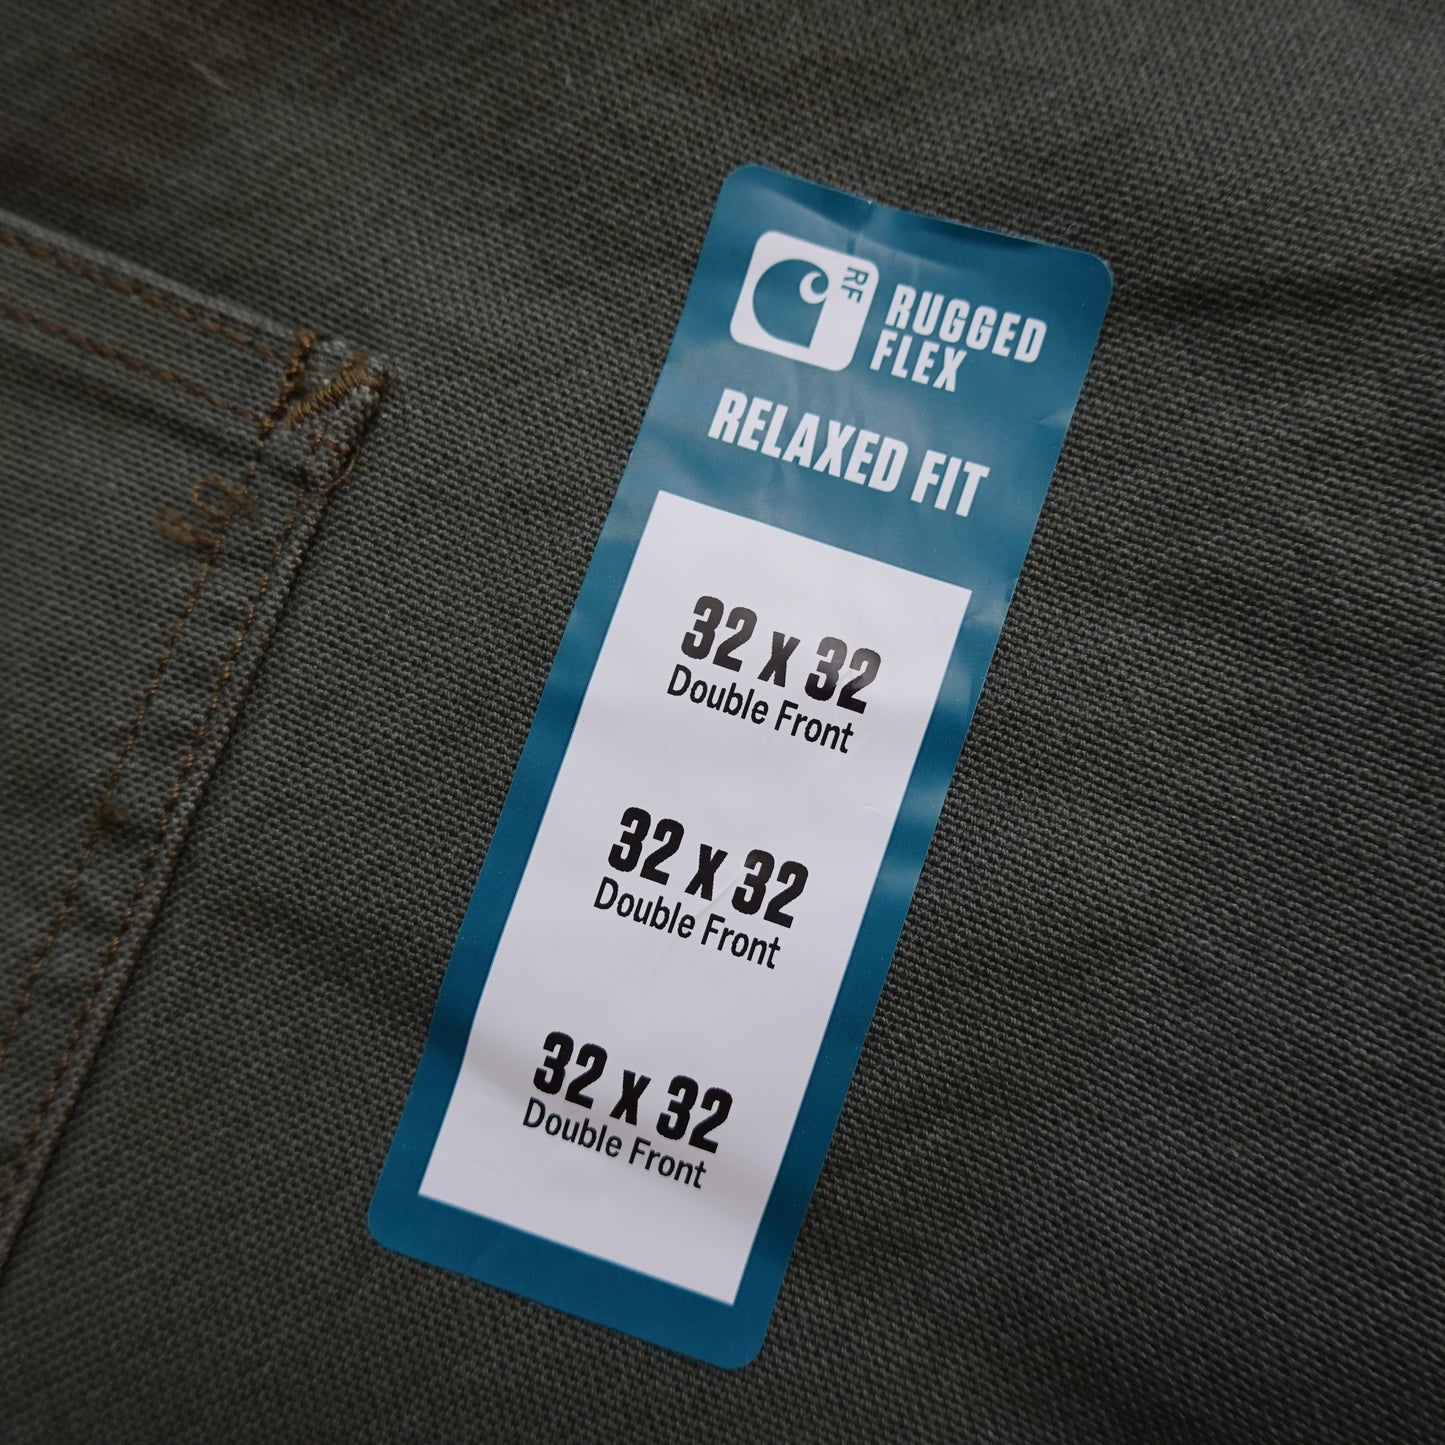 RF
RUGGED
FLEX
RELAXED FIT
32 x 32
Double Front
32 x 32
Double Front
32 x 32
Double Front